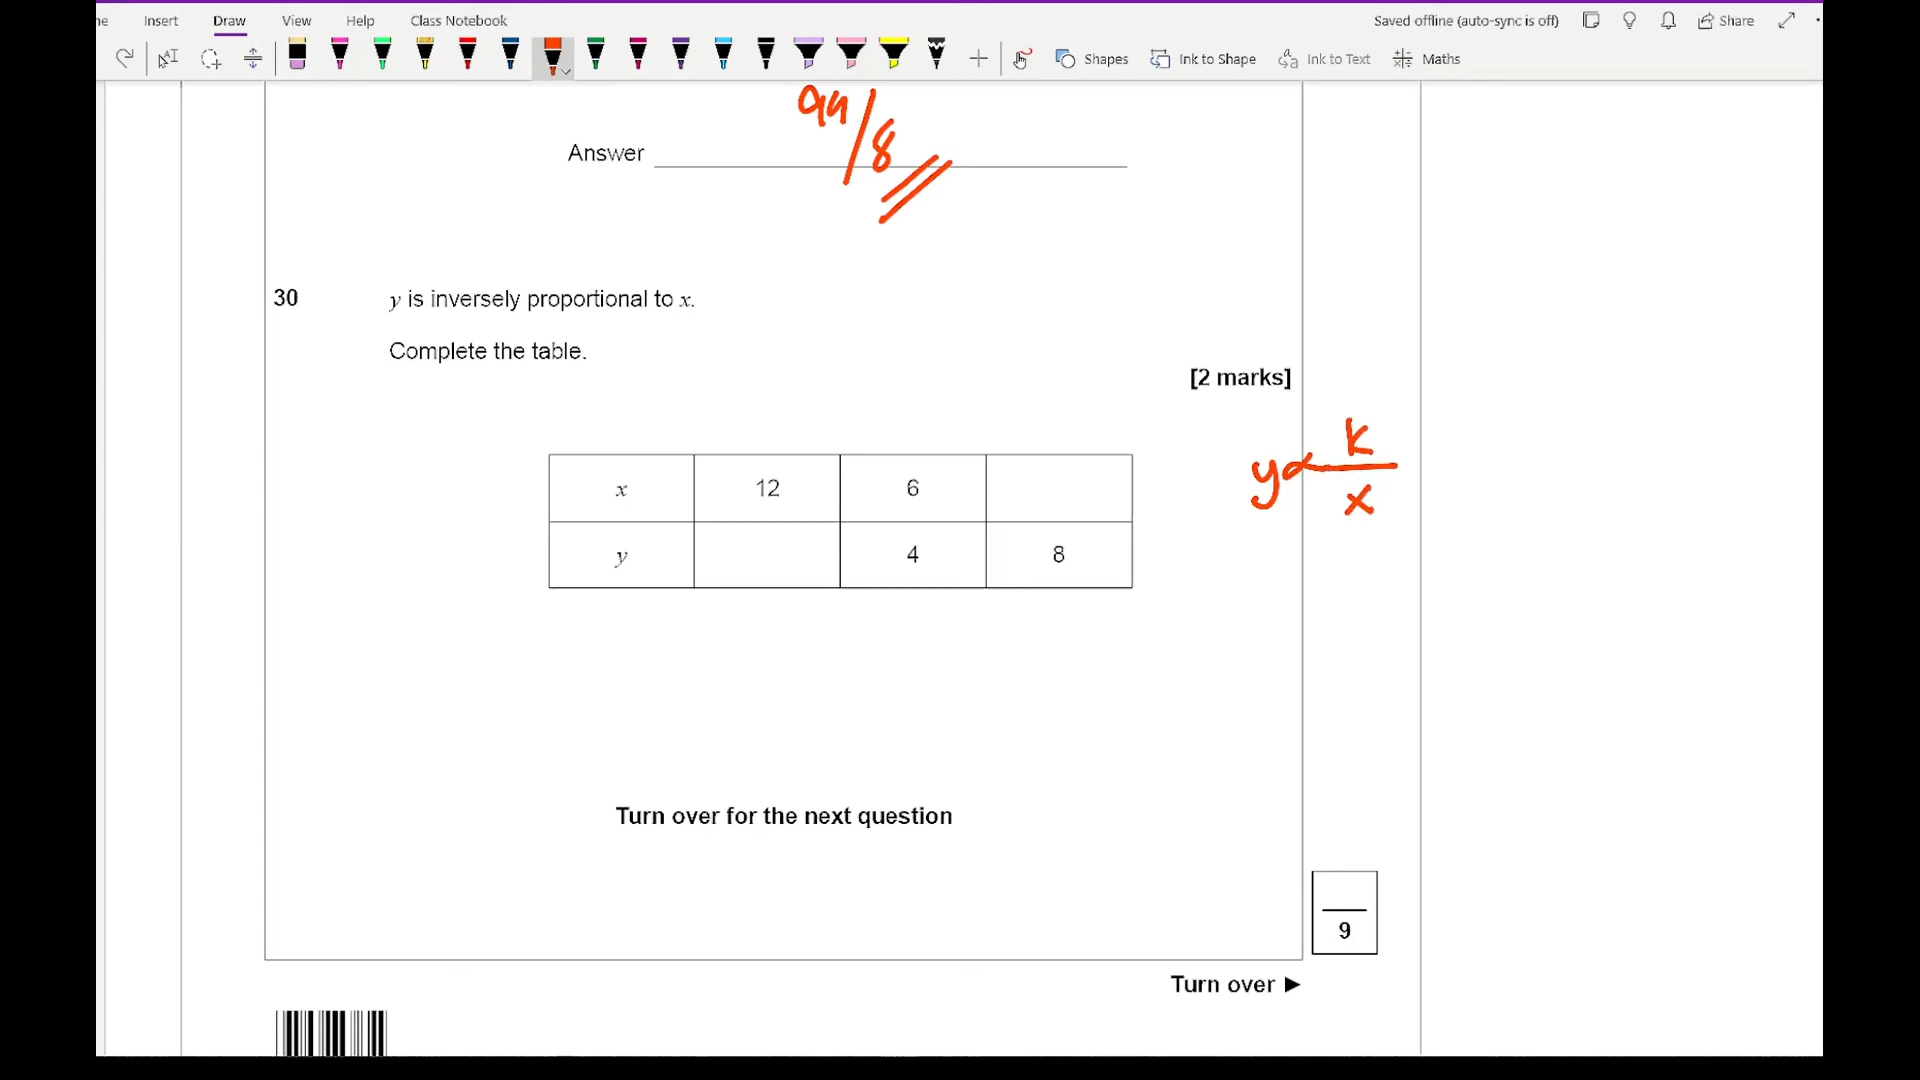 Insert Draw View Help Class Notebook Saved offline (auto-sync is off) Share
Shapes Ink to Shape Ink to Text Maths
Answer 99/8
30 y is inversely proportional to x.
Complete the table.
[2 marks]
x 12 6
y 4 8
y∝k/x
Turn over for the next question
9
Turn over ►